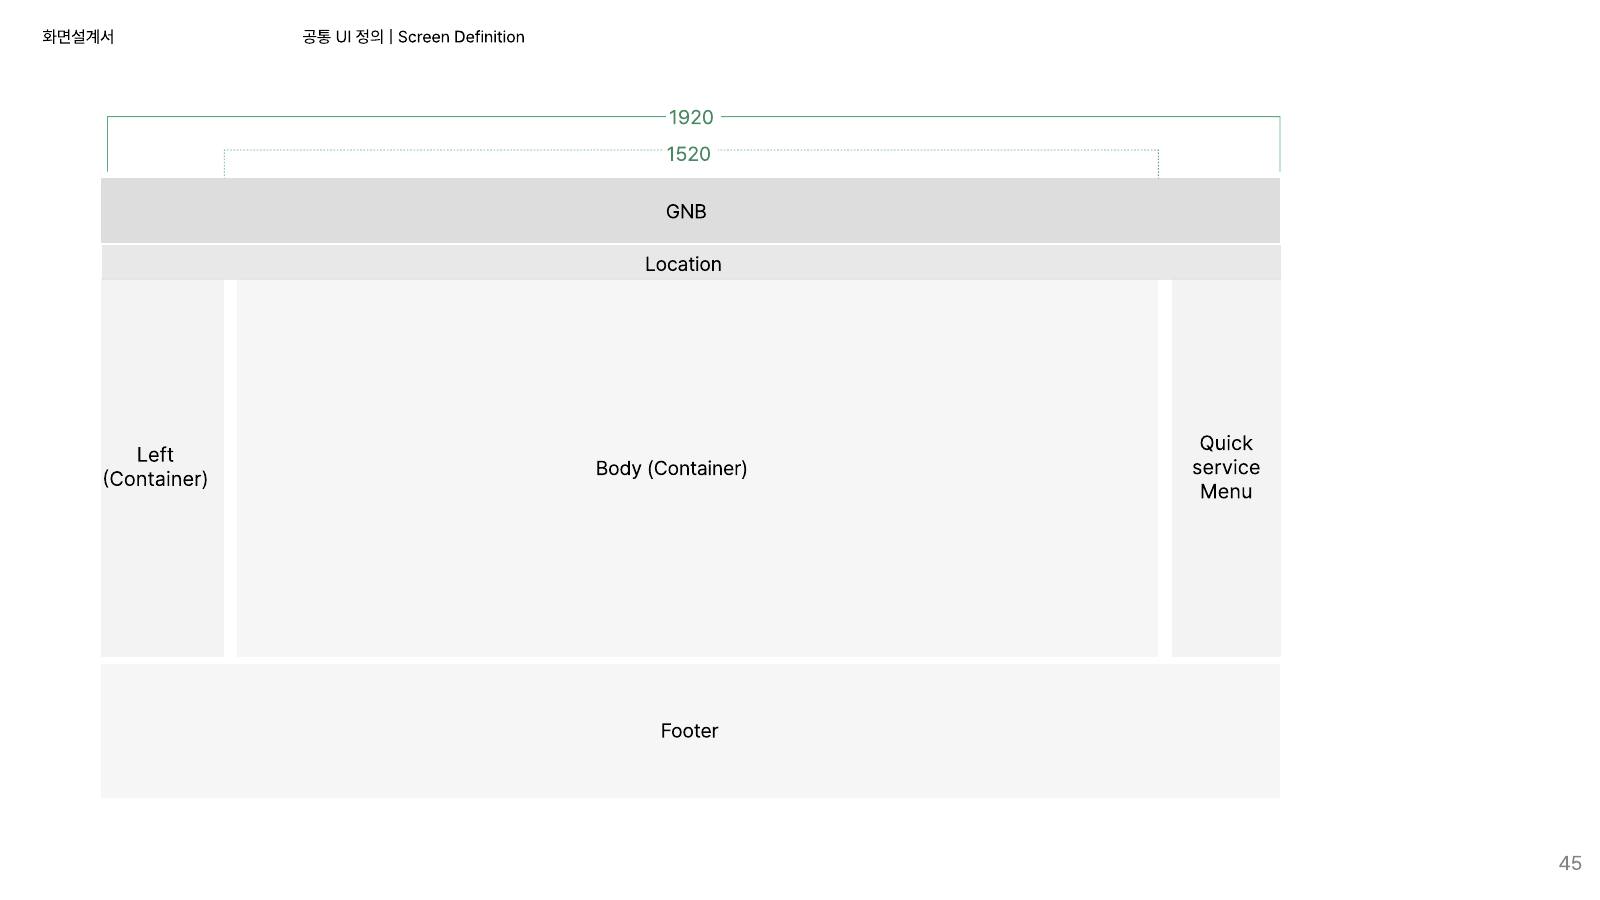 화면설계서
공통 UI 정의 | Screen Definition
1920
1520
GNB
Location
Left
(Container)
Body (Container)
Quick
service
Menu
Footer
45